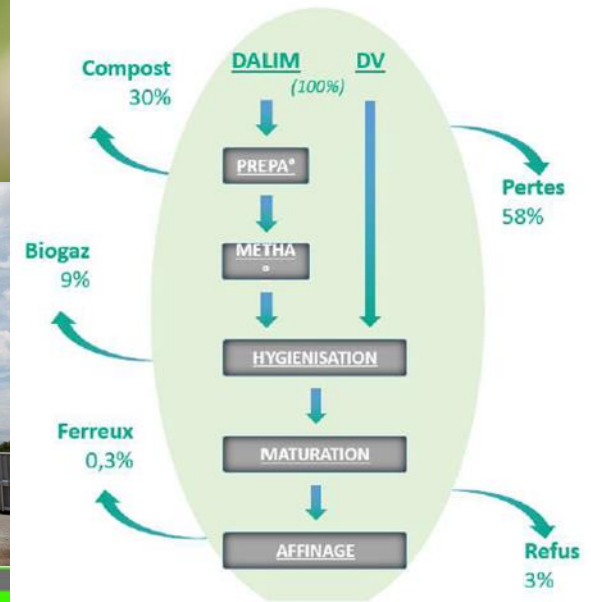 DALIM DV
(100%)
Compost
30%
PREPA°
Pertes
58%
METHA
°
Biogaz
9%
HYGIENISATION
Ferreux
0,3%
MATURATION
AFFINAGE
Refus
3%